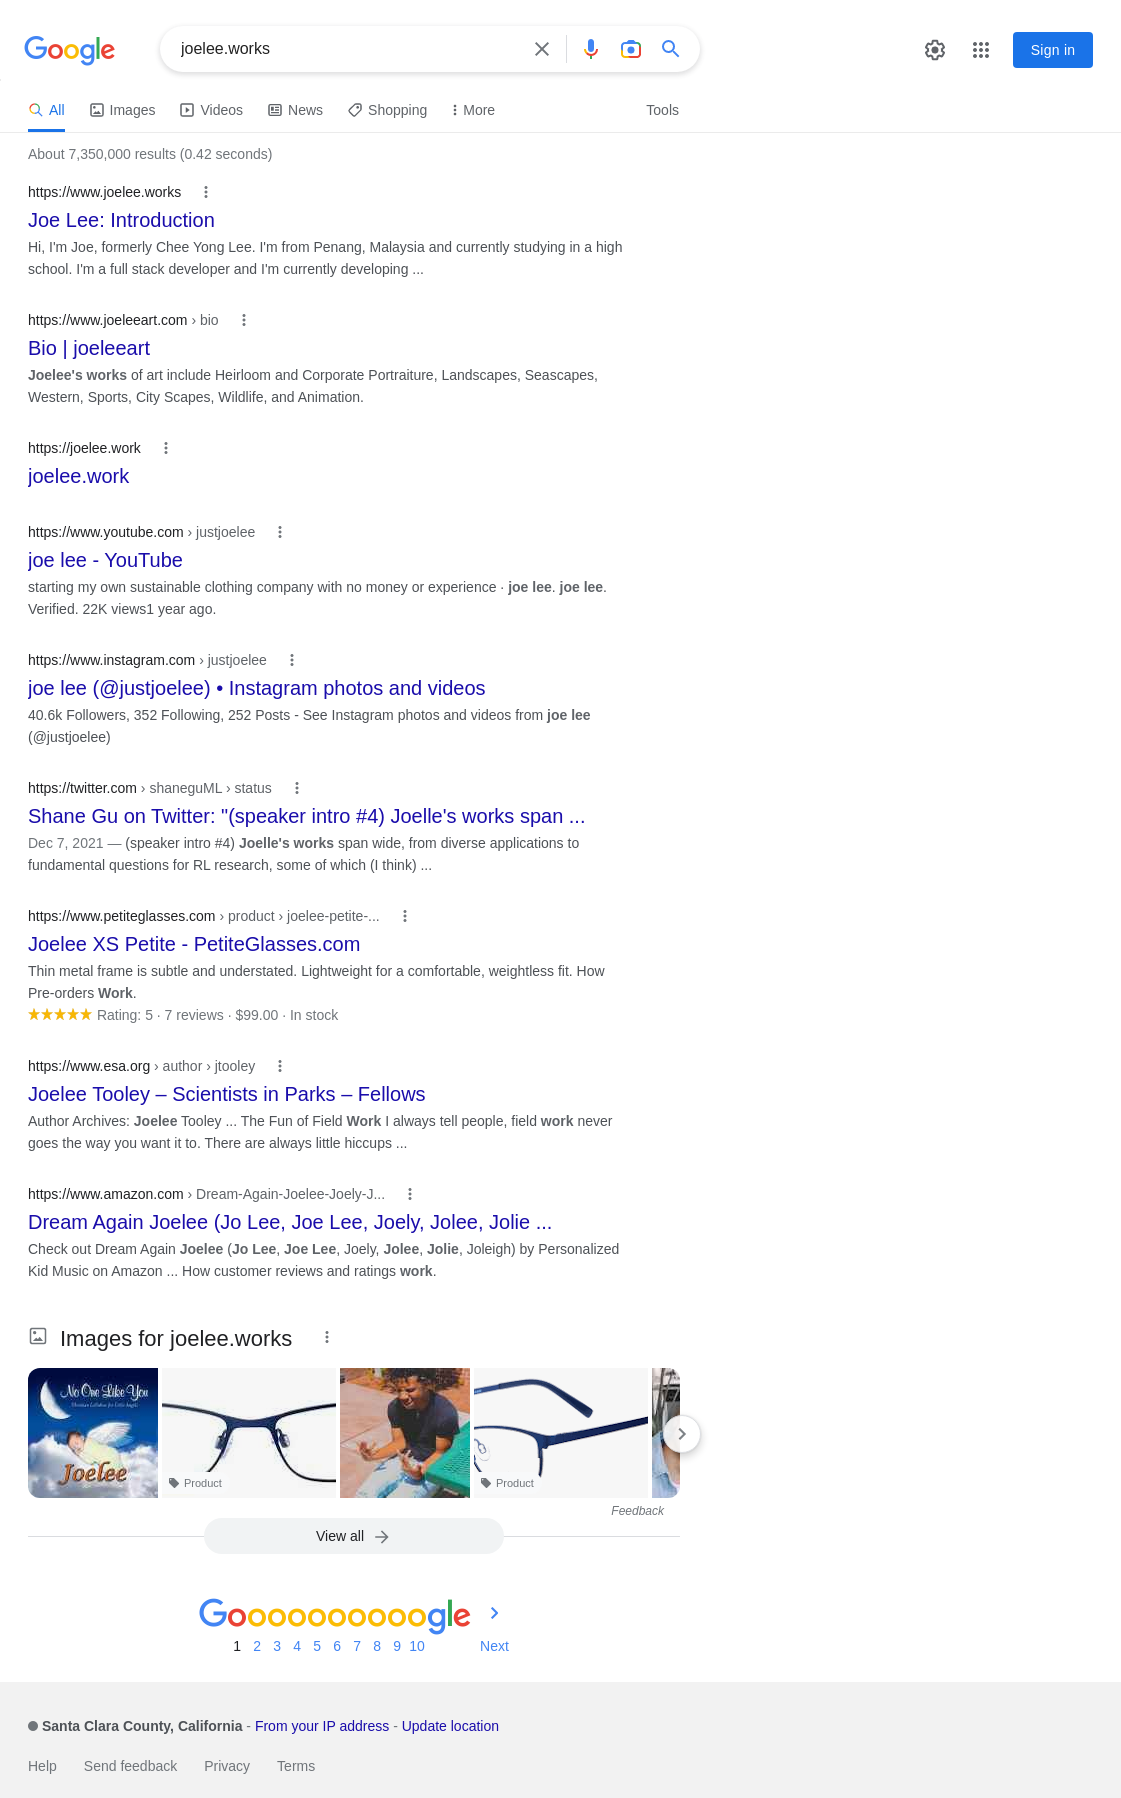 Google
joelee.works
Sign in
All Images Videos News Shopping More Tools
About 7,350,000 results (0.42 seconds)
https://www.joelee.works
Joe Lee: Introduction
Hi, I'm Joe, formerly Chee Yong Lee. I'm from Penang, Malaysia and currently studying in a high
school. I'm a full stack developer and I'm currently developing ...
https://www.joeleeart.com › bio
Bio | joeleeart
Joelee's works of art include Heirloom and Corporate Portraiture, Landscapes, Seascapes,
Western, Sports, City Scapes, Wildlife, and Animation.
https://joelee.work
joelee.work
https://www.youtube.com › justjoelee
joe lee - YouTube
starting my own sustainable clothing company with no money or experience · joe lee. joe lee.
Verified. 22K views1 year ago.
https://www.instagram.com › justjoelee
joe lee (@justjoelee) • Instagram photos and videos
40.6k Followers, 352 Following, 252 Posts - See Instagram photos and videos from joe lee
(@justjoelee)
https://twitter.com › shaneguML › status
Shane Gu on Twitter: "(speaker intro #4) Joelle's works span ...
Dec 7, 2021 — (speaker intro #4) Joelle's works span wide, from diverse applications to
fundamental questions for RL research, some of which (I think) ...
https://www.petiteglasses.com › product › joelee-petite-...
Joelee XS Petite - PetiteGlasses.com
Thin metal frame is subtle and understated. Lightweight for a comfortable, weightless fit. How
Pre-orders Work.
Rating: 5 · 7 reviews · $99.00 · In stock
https://www.esa.org › author › jtooley
Joelee Tooley – Scientists in Parks – Fellows
Author Archives: Joelee Tooley ... The Fun of Field Work I always tell people, field work never
goes the way you want it to. There are always little hiccups ...
https://www.amazon.com › Dream-Again-Joelee-Joely-J...
Dream Again Joelee (Jo Lee, Joe Lee, Joely, Jolee, Jolie ...
Check out Dream Again Joelee (Jo Lee, Joe Lee, Joely, Jolee, Jolie, Joleigh) by Personalized
Kid Music on Amazon ... How customer reviews and ratings work.
Images for joelee.works
No One Like You
Christian Lullabies for Little Angels
Joelee
Product
Product
Feedback
View all
Goooooooooogle
1 2 3 4 5 6 7 8 9 10 Next
Santa Clara County, California - From your IP address - Update location
Help Send feedback Privacy Terms